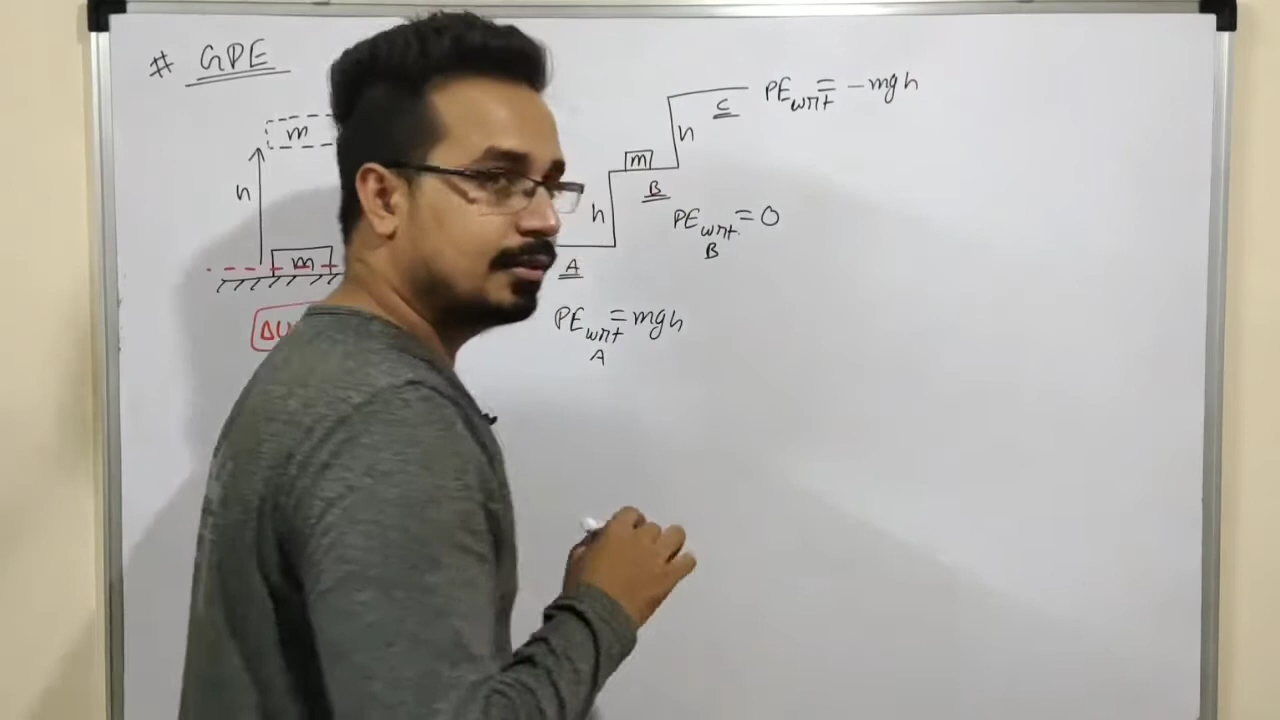 # GPE
m
h
m
ΔU
h
A
PE wrt A = mgh
m
B
PE wrt B = 0
h
C
PE wrt = -mgh